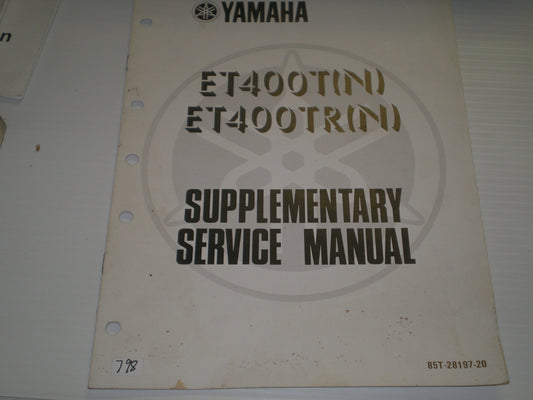 n
YAMAHA
ET400T(N)
ET400TR(N)
SUPPLEMENTARY
SERVICE MANUAL
798
85T-28197-20